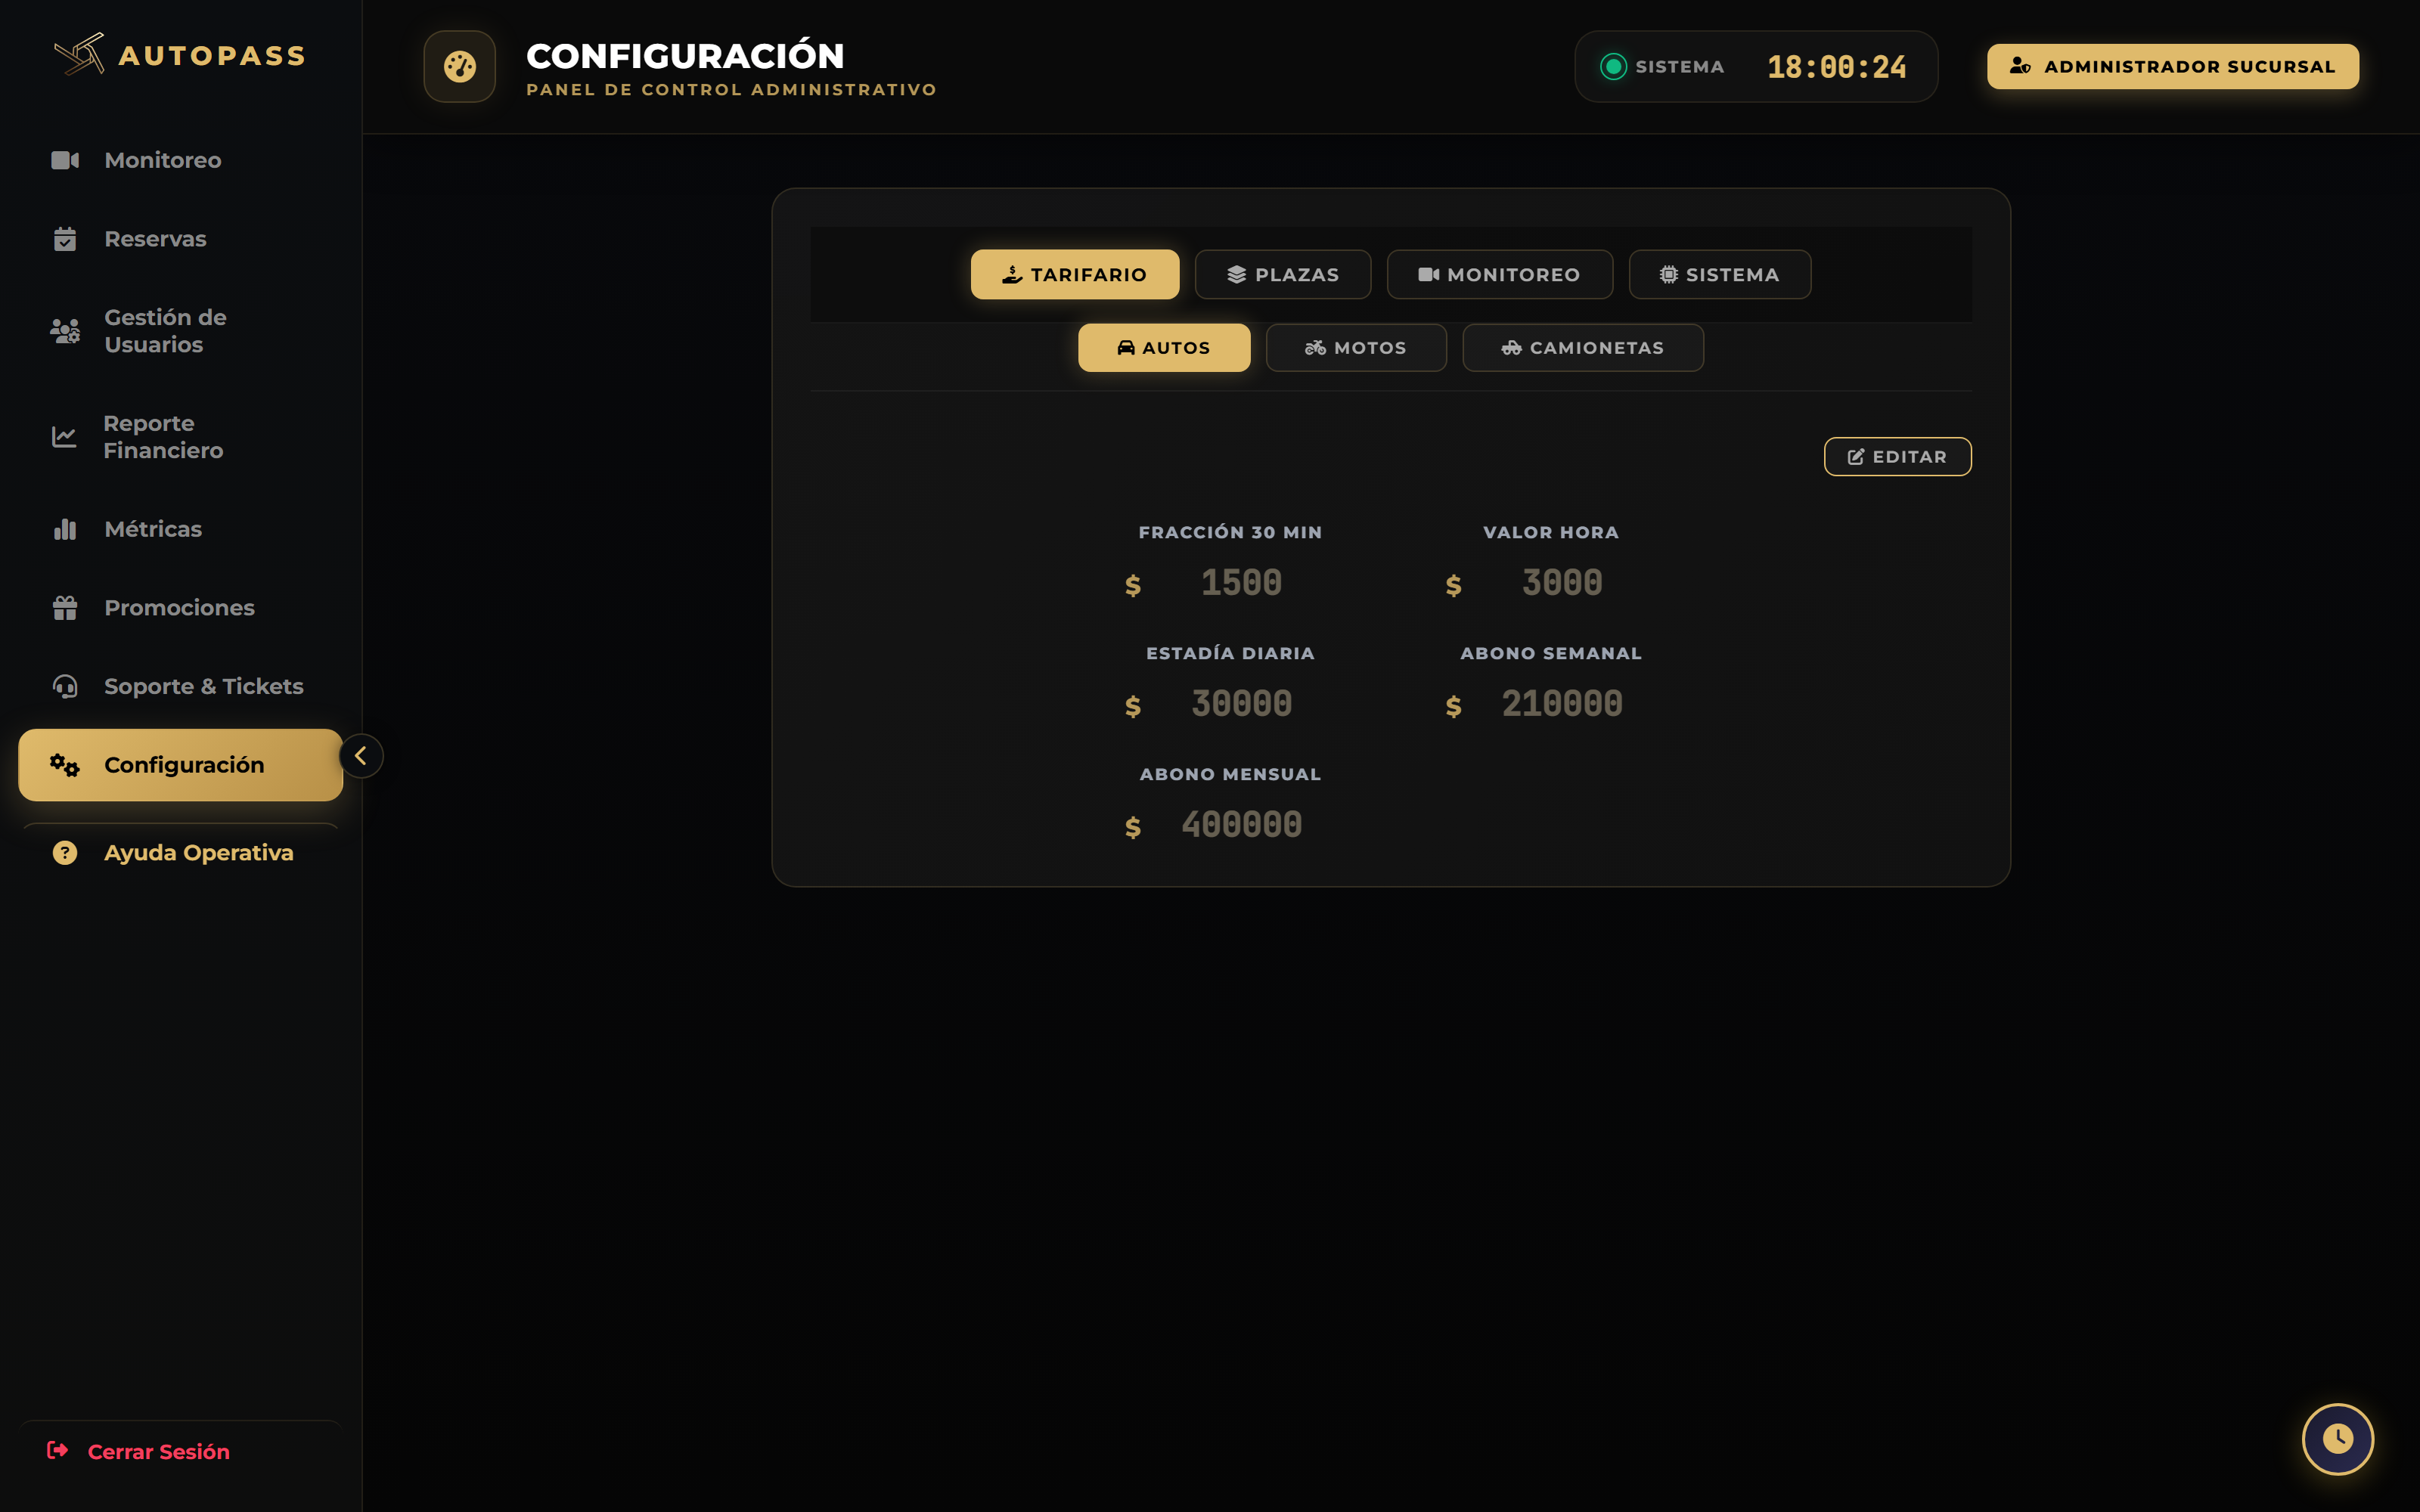 AUTOPASS
Monitoreo
Reservas
Gestión de
Usuarios
Reporte
Financiero
Métricas
Promociones
Soporte & Tickets
Configuración
Ayuda Operativa
Cerrar Sesión
CONFIGURACIÓN
PANEL DE CONTROL ADMINISTRATIVO
SISTEMA 18:00:24
ADMINISTRADOR SUCURSAL
TARIFARIO PLAZAS MONITOREO SISTEMA
AUTOS MOTOS CAMIONETAS
EDITAR
FRACCIÓN 30 MIN VALOR HORA
$ 1500 $ 3000
ESTADÍA DIARIA ABONO SEMANAL
$ 30000 $ 210000
ABONO MENSUAL
$ 400000